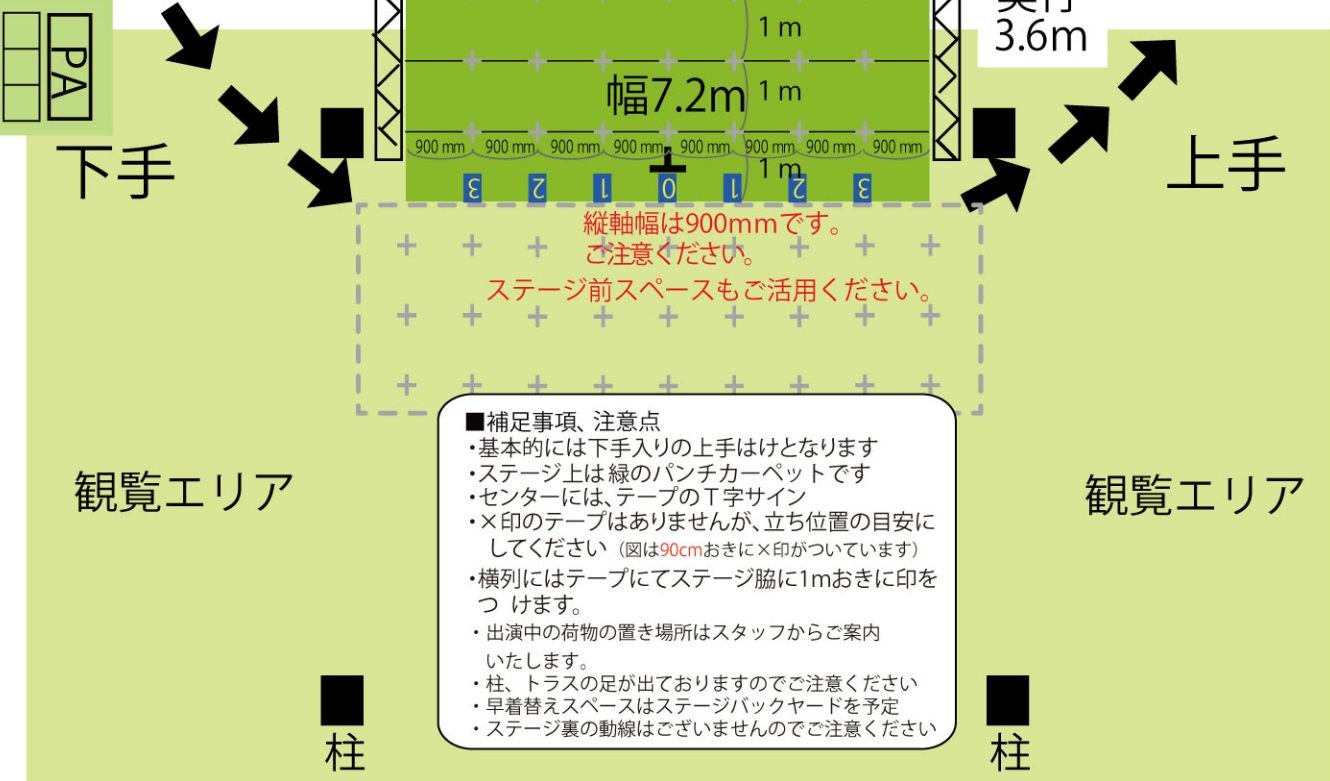 奥行
3.6m
PA
1 m
幅7.2m
1 m
900 mm 900 mm 900 mm 900 mm 900 mm 900 mm 900 mm 900 mm
1 m
下手
上手
3 2 1 0 1 2 3
縦軸幅は900mmです。
ご注意ください。
ステージ前スペースもご活用ください。
観覧エリア
観覧エリア
■補足事項、注意点
・基本的には下手入りの上手はけとなります
・ステージ上は緑のパンチカーペットです
・センターには、テープのT字サイン
・×印のテープはありませんが、立ち位置の目安に
してください（図は90cmおきに×印がついています）
・横列にはテープにてステージ脇に1mおきに印を
つ けます。
・出演中の荷物の置き場所はスタッフからご案内
いたします。
・柱、トラスの足が出ておりますのでご注意ください
・早着替えスペースはステージバックヤードを予定
・ステージ裏の動線はございませんのでご注意ください
柱
柱